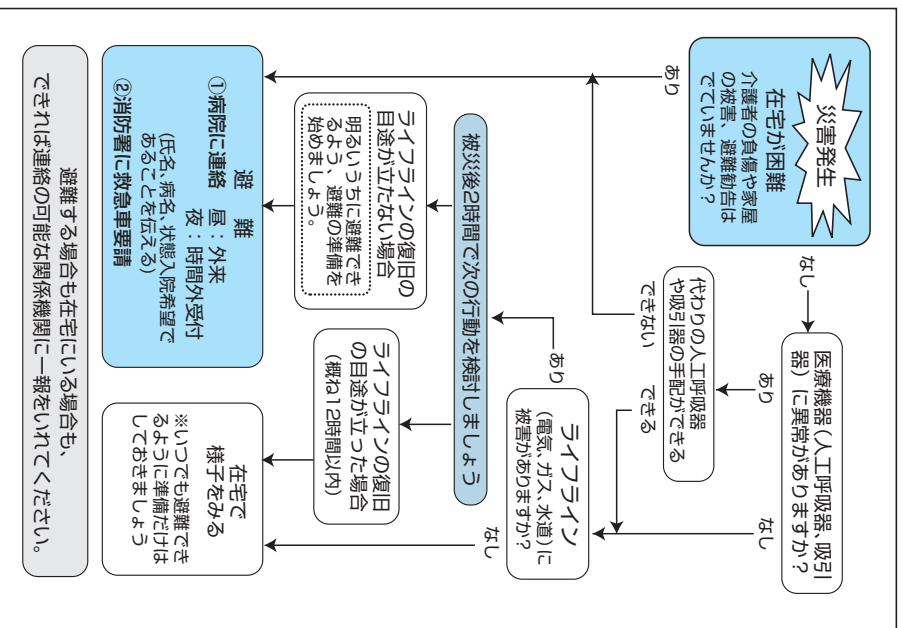 災害発生
在宅が困難
介護者の負傷や家屋
の被害、避難勧告は
でていませんか？
あり
なし
医療機器（人工呼吸器、吸引
器）に異常がありますか？
あり
なし
代わりの人工呼吸器
や吸引器の手配ができる
できない
できる
ライフライン
（電気、ガス、水道）に
被害がありますか？
あり
なし
被災後2時間で次の行動を検討しましょう
ライフラインの復旧の
目途が立たない場合
明るいうちに避難でき
るよう、避難の準備を
始めましょう。
ライフラインの復旧
の目途が立った場合
（概ね12時間以内）
避 難
①病院に連絡 昼：外来
夜：時間外受付
（氏名、病名、状態入院希望で
あることを伝える）
②消防署に救急車要請
在宅で
様子をみる
※いつでも避難でき
るように準備だけは
しておきましょう
避難する場合も在宅にいる場合も、
できれば連絡の可能な関係機関に一報をいれてください。